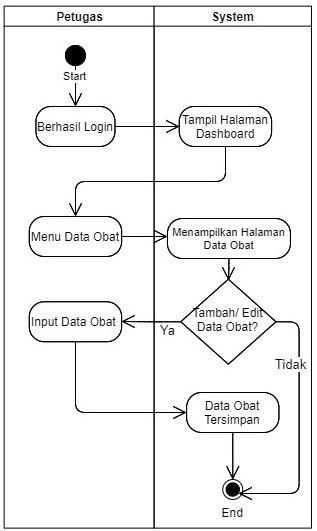 Petugas
System
Start
Berhasil Login
Tampil Halaman
Dashboard
Menu Data Obat
Menampilkan Halaman
Data Obat
Tambah/ Edit
Data Obat?
Input Data Obat
Ya
Tidak
Data Obat
Tersimpan
End